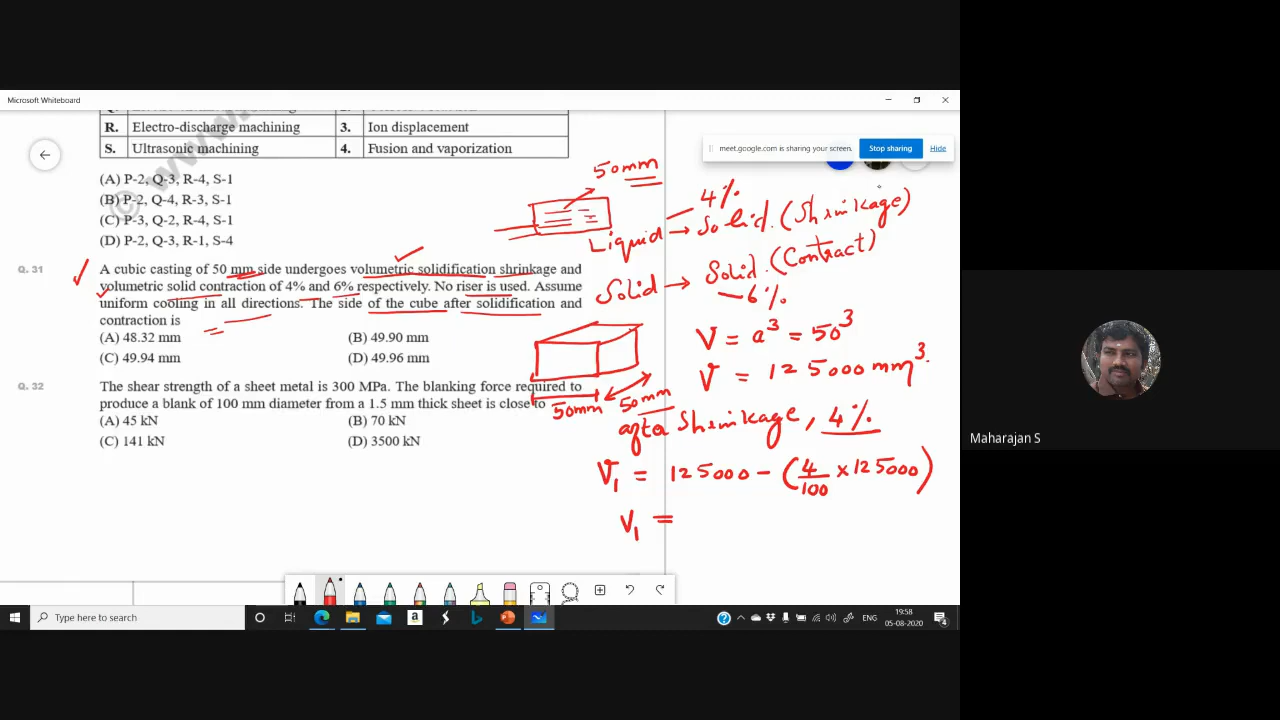 Microsoft Whiteboard
R. Electro-discharge machining 3. Ion displacement
S. Ultrasonic machining 4. Fusion and vaporization
(A) P-2, Q-3, R-4, S-1
(B) P-2, Q-4, R-3, S-1
(C) P-3, Q-2, R-4, S-1
(D) P-2, Q-3, R-1, S-4
Q. 31 A cubic casting of 50 mm side undergoes volumetric solidification shrinkage and
volumetric solid contraction of 4% and 6% respectively. No riser is used. Assume
uniform cooling in all directions. The side of the cube after solidification and
contraction is
(A) 48.32 mm (B) 49.90 mm
(C) 49.94 mm (D) 49.96 mm
Q. 32 The shear strength of a sheet metal is 300 MPa. The blanking force required to
produce a blank of 100 mm diameter from a 1.5 mm thick sheet is close to
(A) 45 kN (B) 70 kN
(C) 141 kN (D) 3500 kN
meet.google.com is sharing your screen. Stop sharing Hide
50mm
4%
Liquid → Solid. (Shrinkage)
Solid → Solid. (Contract)
6%
V = a³ = 50³
V = 125000 mm³.
50mm 50mm
after Shrinkage, 4%
V₁ = 125000 - (4/100 × 125000)
V₁ =
Maharajan S
Type here to search
ENG
19:58
05-08-2020
4